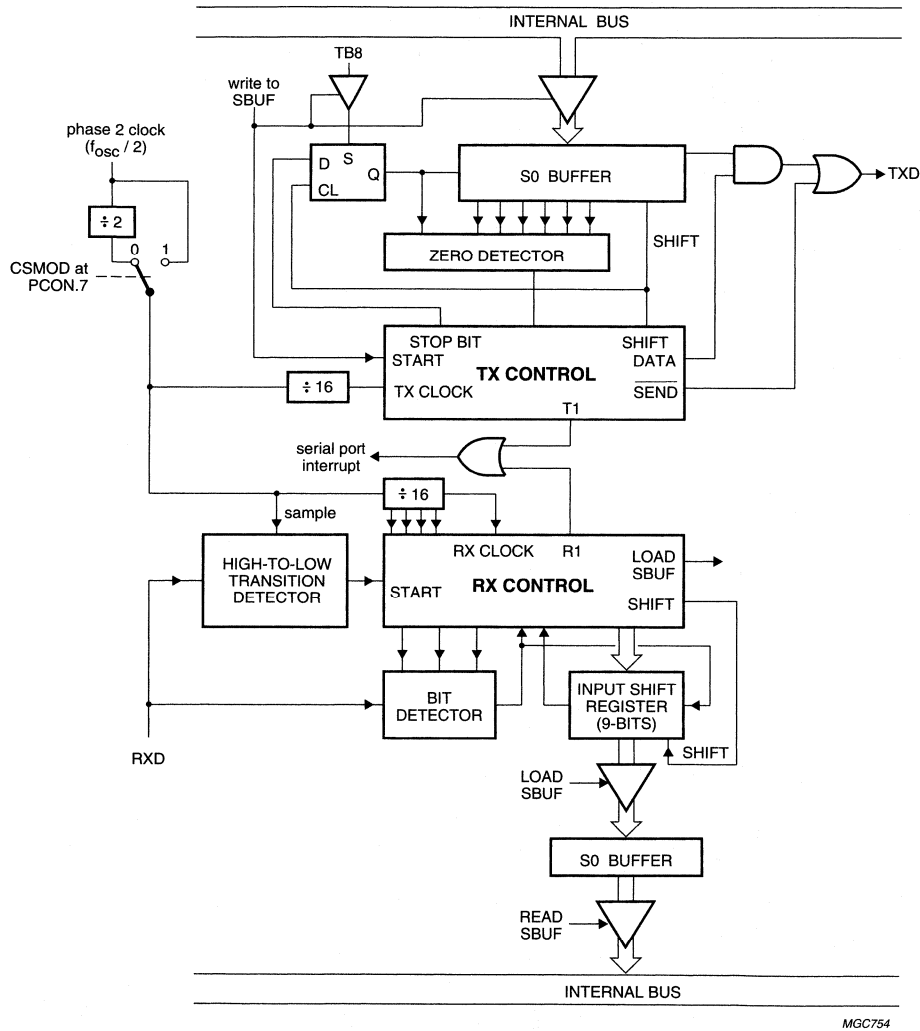 INTERNAL BUS
TB8
write to
SBUF
phase 2 clock
(fosc / 2)
÷ 2
0 1
CSMOD at
PCON.7
D S
Q
CL
S0 BUFFER
TXD
ZERO DETECTOR
SHIFT
STOP BIT
START
TX CLOCK
TX CONTROL
SHIFT
DATA
SEND
T1
÷ 16
serial port
interrupt
÷ 16
sample
HIGH-TO-LOW
TRANSITION
DETECTOR
RX CLOCK R1
START
RX CONTROL
LOAD
SBUF
SHIFT
BIT
DETECTOR
INPUT SHIFT
REGISTER
(9-BITS)
SHIFT
RXD
LOAD
SBUF
S0 BUFFER
READ
SBUF
INTERNAL BUS
MGC754